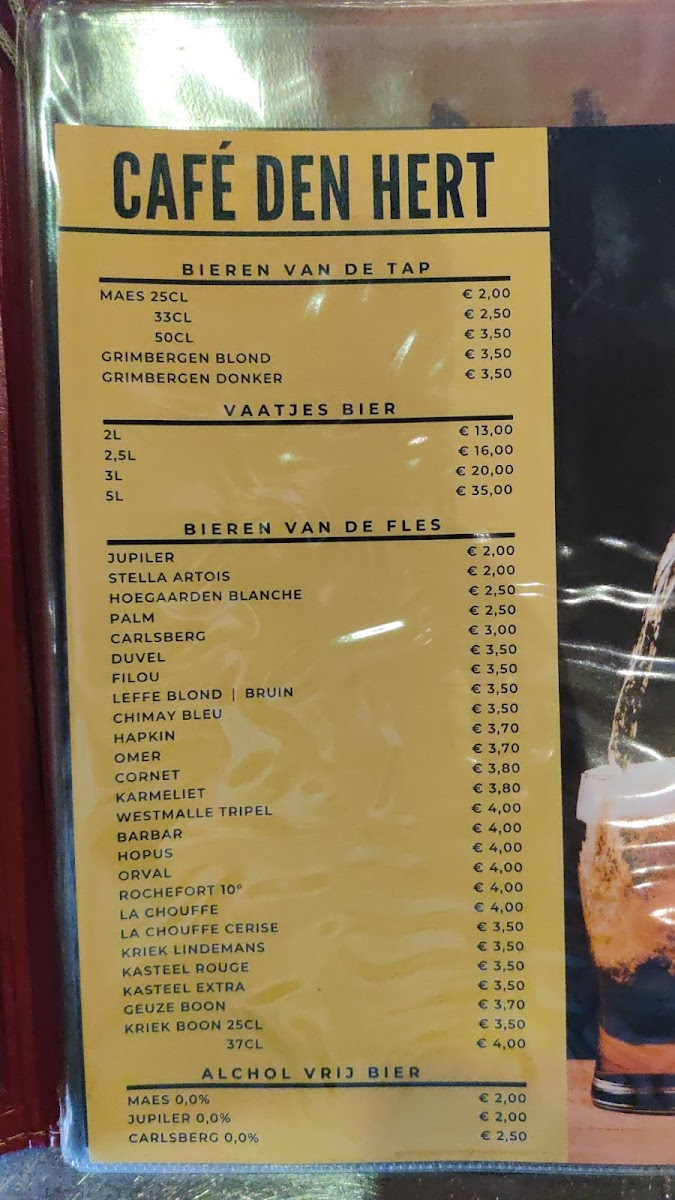 CAFÉ DEN HERT
BIEREN VAN DE TAP
MAES 25CL € 2,00
33CL € 2,50
50CL € 3,50
GRIMBERGEN BLOND € 3,50
GRIMBERGEN DONKER € 3,50
VAATJES BIER
2L € 13,00
2,5L € 16,00
3L € 20,00
5L € 35,00
BIEREN VAN DE FLES
JUPILER € 2,00
STELLA ARTOIS € 2,00
HOEGAARDEN BLANCHE € 2,50
PALM € 2,50
CARLSBERG € 3,00
DUVEL € 3,50
FILOU € 3,50
LEFFE BLOND | BRUIN € 3,50
CHIMAY BLEU € 3,50
HAPKIN € 3,70
OMER € 3,70
CORNET € 3,80
KARMELIET € 3,80
WESTMALLE TRIPEL € 4,00
BARBAR € 4,00
HOPUS € 4,00
ORVAL € 4,00
ROCHEFORT 10° € 4,00
LA CHOUFFE € 4,00
LA CHOUFFE CERISE € 3,50
KRIEK LINDEMANS € 3,50
KASTEEL ROUGE € 3,50
KASTEEL EXTRA € 3,50
GEUZE BOON € 3,70
KRIEK BOON 25CL € 3,50
37CL € 4,00
ALCHOL VRIJ BIER
MAES 0,0% € 2,00
JUPILER 0,0% € 2,00
CARLSBERG 0,0% € 2,50